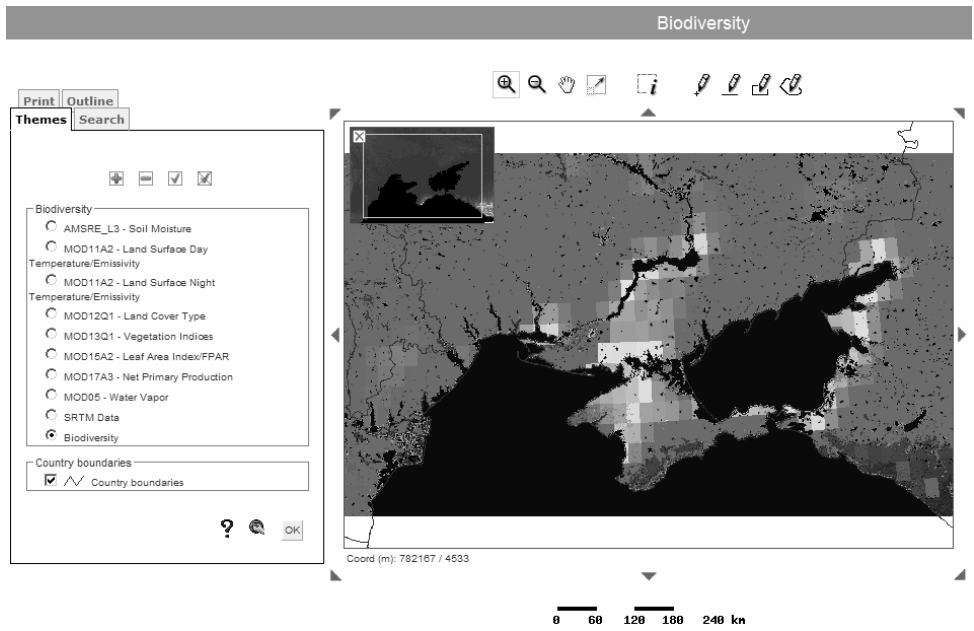 Biodiversity
Print Outline
Themes Search
Biodiversity
AMSRE_L3 - Soil Moisture
MOD11A2 - Land Surface Day
Temperature/Emissivity
MOD11A2 - Land Surface Night
Temperature/Emissivity
MOD12Q1 - Land Cover Type
MOD13Q1 - Vegetation Indices
MOD15A2 - Leaf Area Index/FPAR
MOD17A3 - Net Primary Production
MOD05 - Water Vapor
SRTM Data
Biodiversity
Country boundaries
Country boundaries
? OK
Coord (m): 782167 / 4533
0 60 120 180 240 km